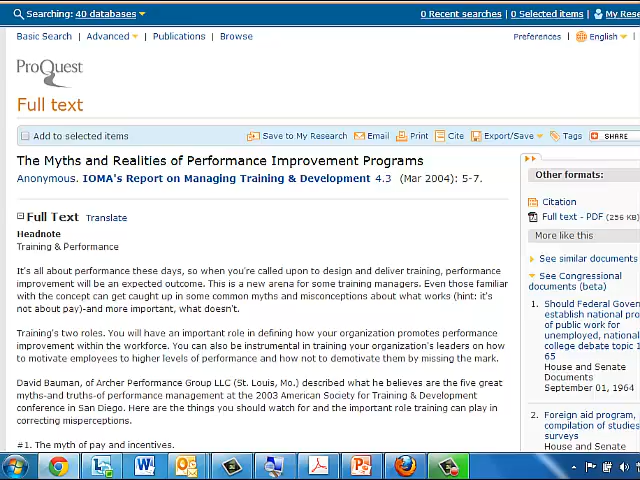 Searching: 40 databases
0 Recent searches | 0 Selected items | My Rese
Basic Search | Advanced | Publications | Browse
Preferences | English |
ProQuest
Full text
Add to selected items
Save to My Research Email Print Cite Export/Save Tags SHARE
The Myths and Realities of Performance Improvement Programs
Anonymous. IOMA's Report on Managing Training & Development 4.3 (Mar 2004): 5-7.
Full Text Translate
Headnote
Training & Performance
It's all about performance these days, so when you're called upon to design and deliver training, performance
improvement will be an expected outcome. This is a new arena for some training managers. Even those familiar
with the concept can get caught up in some common myths and misconceptions about what works (hint: it's
not about pay)-and more important, what doesn't.
Training's two roles. You will have an important role in defining how your organization promotes performance
improvement within the workforce. You can also be instrumental in training your organization's leaders on how
to motivate employees to higher levels of performance and how not to demotivate them by missing the mark.
David Bauman, of Archer Performance Group LLC (St. Louis, Mo.) described what he believes are the five great
myths-and truths-of performance management at the 2003 American Society for Training & Development
conference in San Diego. Here are the things you should watch for and the important role training can play in
correcting misperceptions.
#1. The myth of pay and incentives.
Other formats:
Citation
Full text - PDF (256 KB)
More like this
See similar documents
See Congressional
documents (beta)
1. Should Federal Gover
establish national pro
of public work for
unemployed, national
college debate topic 1
65
House and Senate
Documents
September 01, 1964
2. Foreign aid program,
compilation of studies
surveys
House and Senate